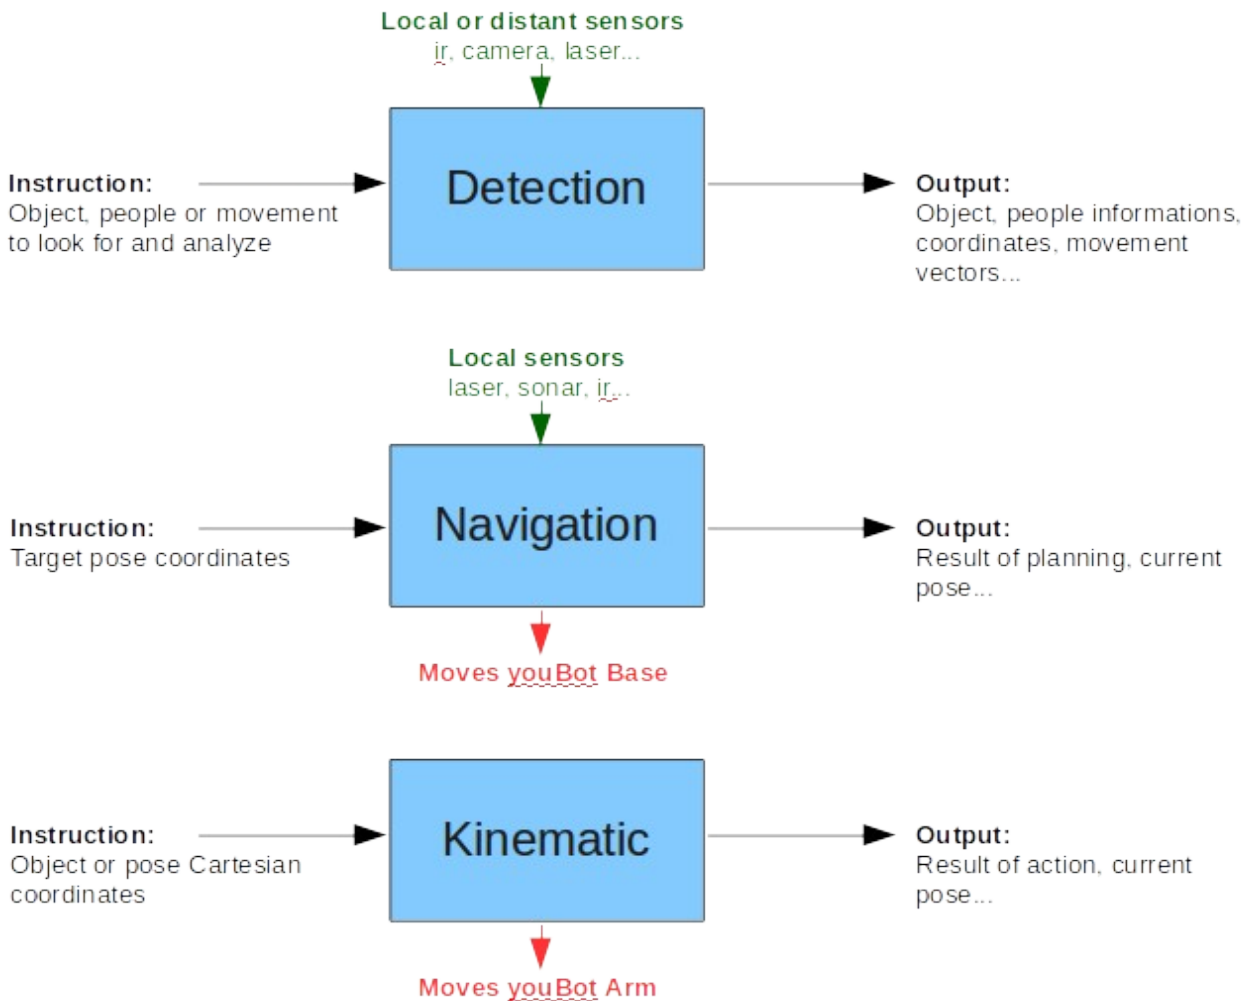 Local or distant sensors
ir, camera, laser...
Detection
Instruction:
Object, people or movement
to look for and analyze
Output:
Object, people informations,
coordinates, movement
vectors...
Local sensors
laser, sonar, ir...
Navigation
Instruction:
Target pose coordinates
Output:
Result of planning, current
pose...
Moves youBot Base
Kinematic
Instruction:
Object or pose Cartesian
coordinates
Output:
Result of action, current
pose...
Moves youBot Arm